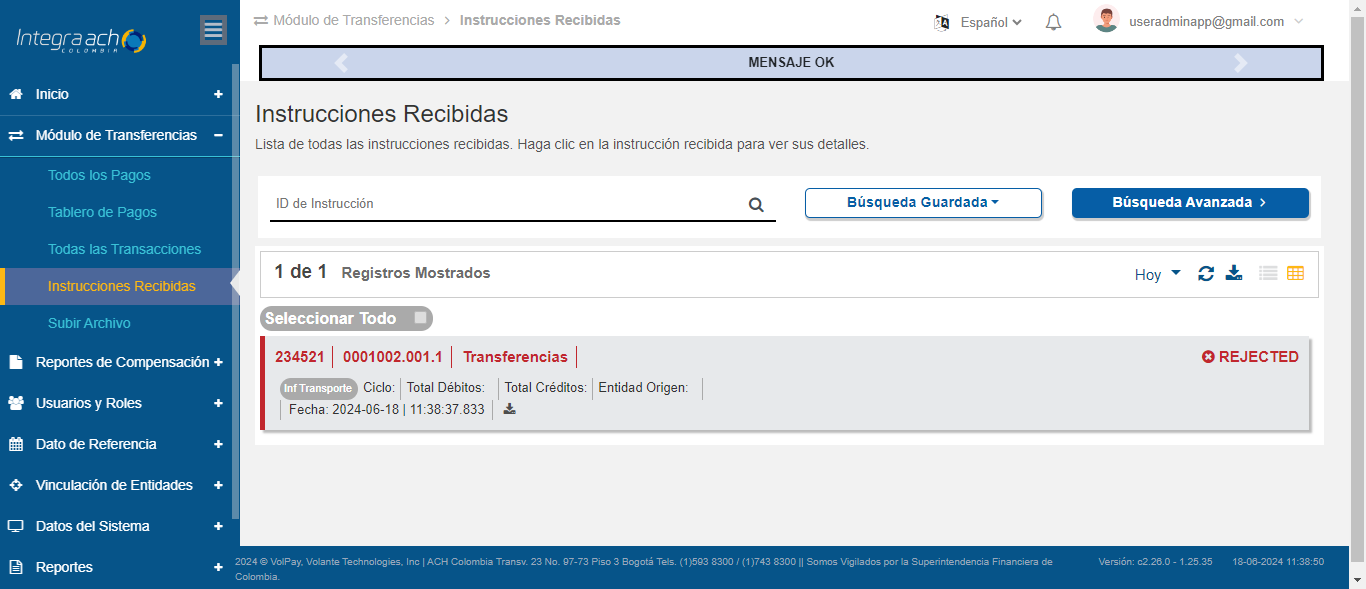 Integra ach
COLOMBIA
Módulo de Transferencias > Instrucciones Recibidas
Español
useradminapp@gmail.com
MENSAJE OK
Inicio +
Módulo de Transferencias −
Todos los Pagos
Tablero de Pagos
Todas las Transacciones
Instrucciones Recibidas
Subir Archivo
Reportes de Compensación +
Usuarios y Roles +
Dato de Referencia +
Vinculación de Entidades +
Datos del Sistema +
Reportes +
Instrucciones Recibidas
Lista de todas las instrucciones recibidas. Haga clic en la instrucción recibida para ver sus detalles.
ID de Instrucción
Búsqueda Guardada
Búsqueda Avanzada >
1 de 1 Registros Mostrados
Hoy
Seleccionar Todo
234521 | 0001002.001.1 | Transferencias |
REJECTED
Inf Transporte Ciclo: | Total Débitos: | Total Créditos: | Entidad Origen: |
| Fecha: 2024-06-18 | 11:38:37.833 |
2024 © VolPay, Volante Technologies, Inc | ACH Colombia Transv. 23 No. 97-73 Piso 3 Bogotá Tels. (1)593 8300 / (1)743 8300 || Somos Vigilados por la Superintendencia Financiera de
Colombia.
Versión: c2.26.0 - 1.25.35
18-06-2024 11:38:50